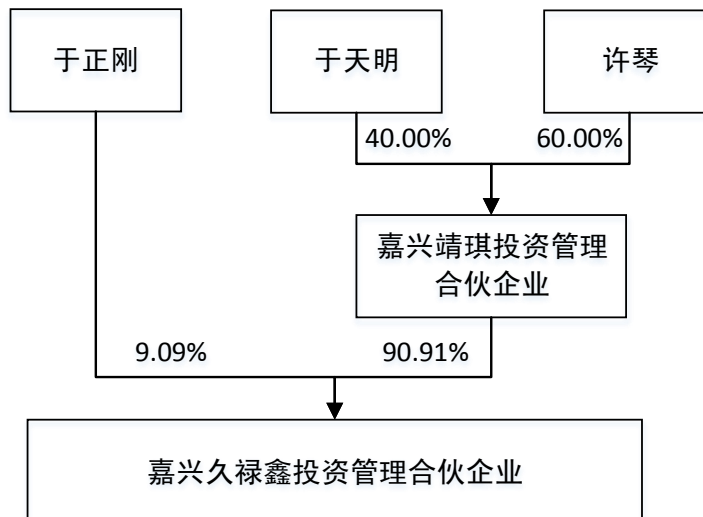 于正刚
于天明
许琴
40.00%
60.00%
嘉兴靖琪投资管理
合伙企业
9.09%
90.91%
嘉兴久禄鑫投资管理合伙企业